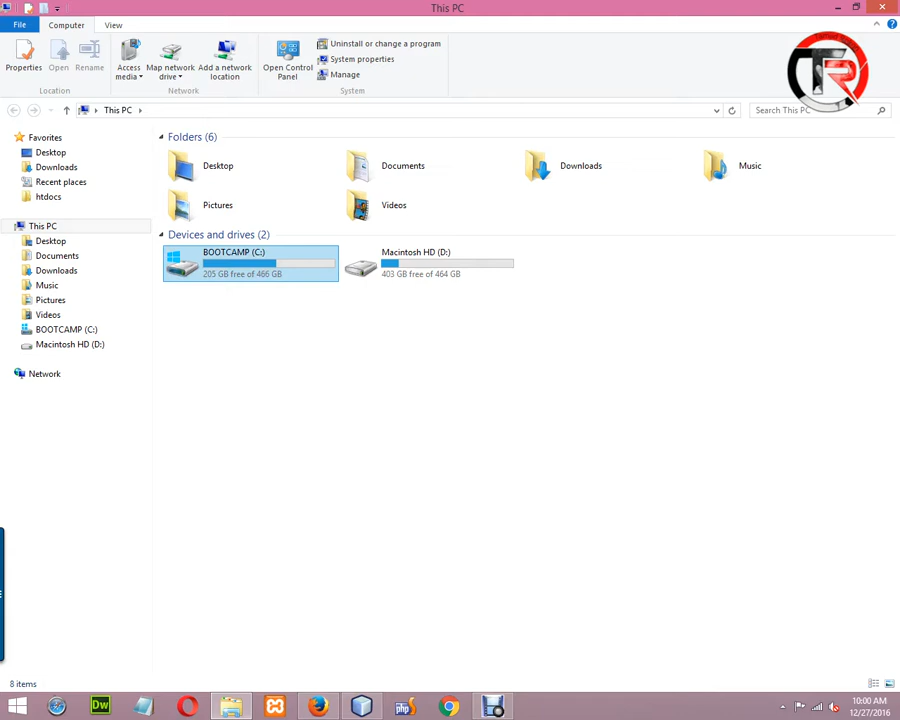 This PC
File
Computer
View
Properties
Open
Rename
Access media
Map network drive
Add a network location
Open Control Panel
Uninstall or change a program
System properties
Manage
Location
Network
System
This PC
Search This PC
TR
Favorites
Desktop
Downloads
Recent places
htdocs
This PC
Desktop
Documents
Downloads
Music
Pictures
Videos
BOOTCAMP (C:)
Macintosh HD (D:)
Network
Folders (6)
Desktop
Documents
Downloads
Music
Pictures
Videos
Devices and drives (2)
BOOTCAMP (C:)
205 GB free of 466 GB
Macintosh HD (D:)
403 GB free of 464 GB
8 items
Dw
php
10:00 AM
12/27/2016